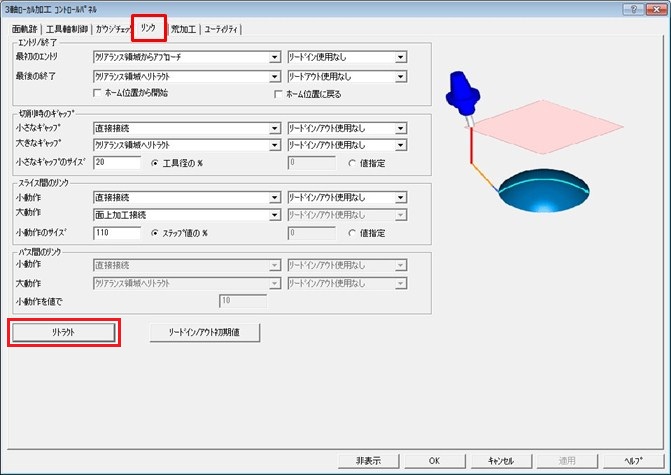 3軸ローカル加工 コントロールパネル
面軌跡 工具軸制御 ガウジチェック リンク 荒加工 ユーティリティ
エントリ/終了
最初のエントリ クリアランス領域からアプローチ リードイン使用なし
最後の終了 クリアランス領域へリトラクト リードアウト使用なし
ホーム位置から開始 ホーム位置に戻る
切削時のギャップ
小さなギャップ 直接接続 リードイン/アウト使用なし
大きなギャップ クリアランス領域へリトラクト リードイン/アウト使用なし
小さなギャップのサイズ 20 工具径の % 0 値指定
スライス間のリンク
小動作 直接接続 リードイン/アウト使用なし
大動作 面上加工接続 リードイン/アウト使用なし
小動作のサイズ 110 ステップ値の % 0 値指定
パス間のリンク
小動作 直接接続 リードイン/アウト使用なし
大動作 クリアランス領域へリトラクト リードイン/アウト使用なし
小動作を値で 10
リトラクト リードイン/アウト初期値
非表示 OK キャンセル 適用 ヘルプ